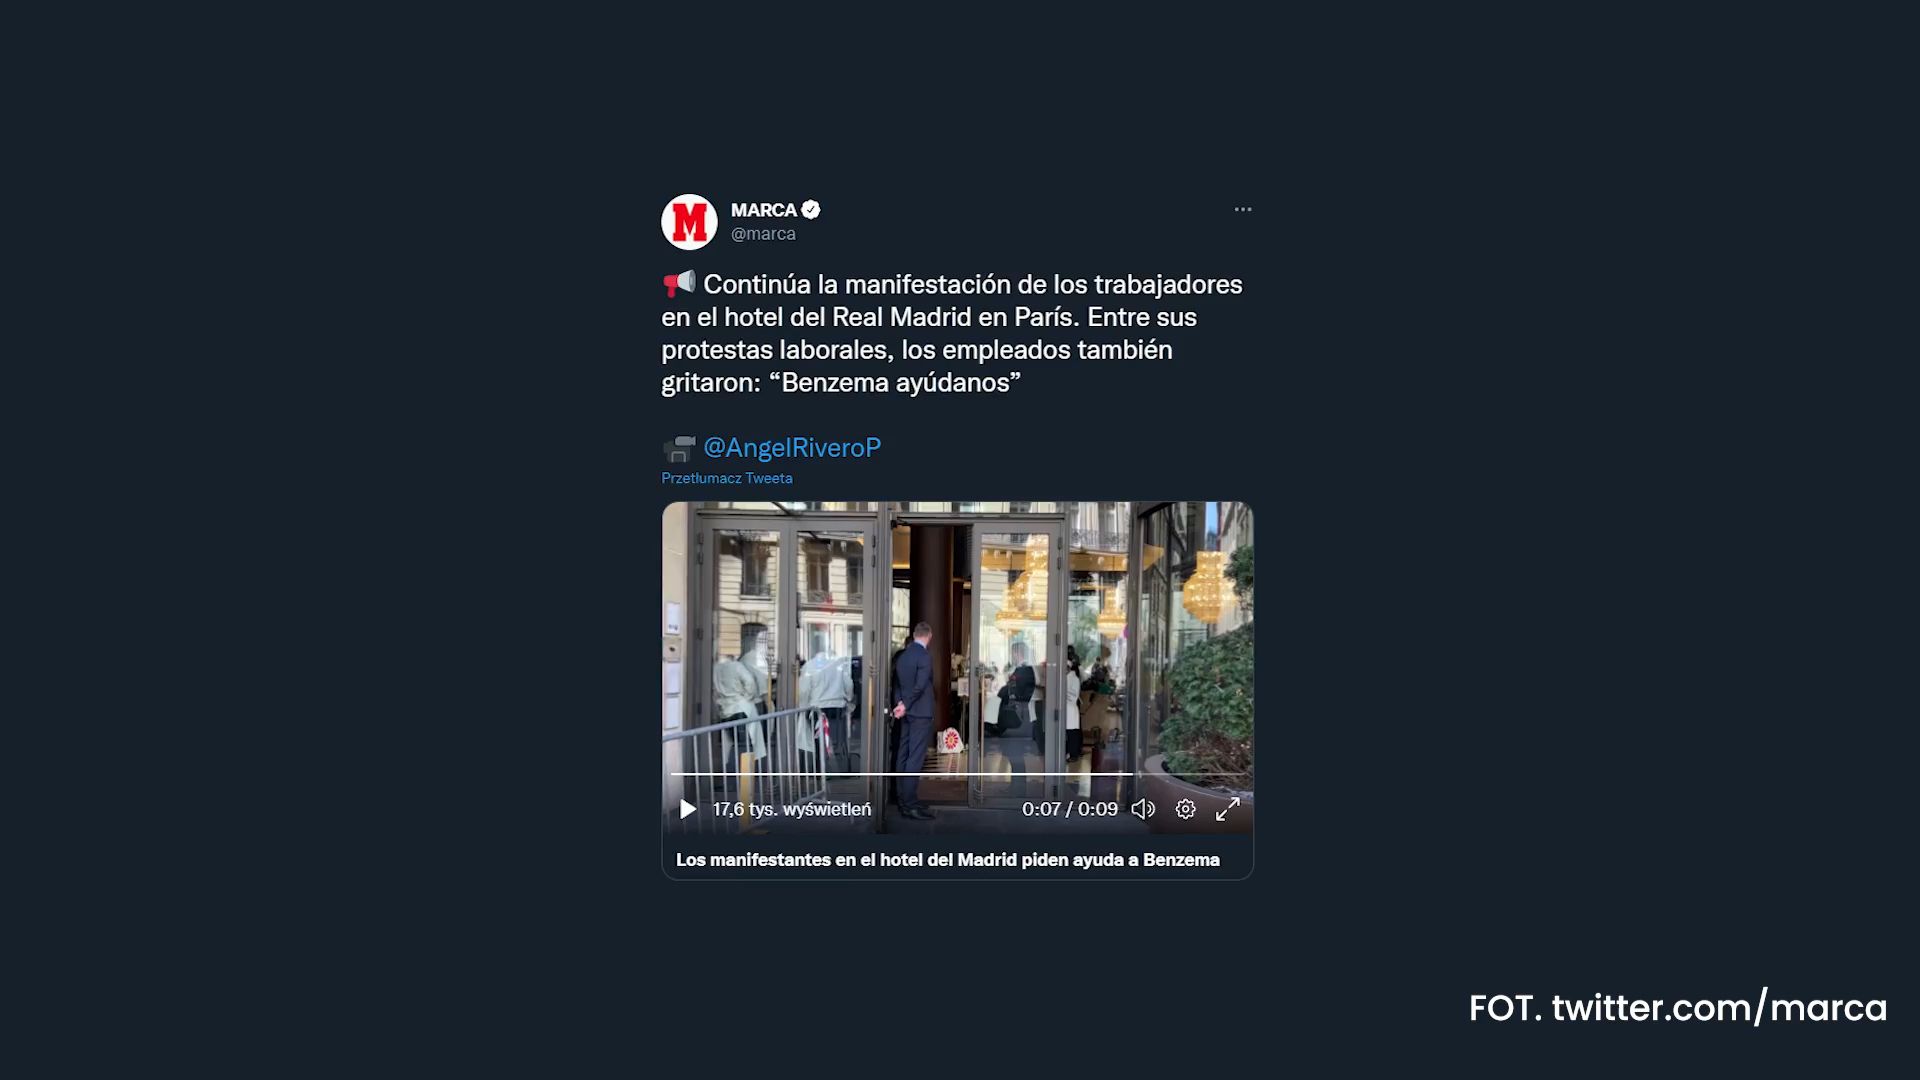 M
MARCA
@marca
📢 Continúa la manifestación de los trabajadores
en el hotel del Real Madrid en París. Entre sus
protestas laborales, los empleados también
gritaron: “Benzema ayúdanos”
@AngelRiveroP
Przetłumacz Tweeta
17,6 tys. wyświetleń
0:07 / 0:09
Los manifestantes en el hotel del Madrid piden ayuda a Benzema
FOT. twitter.com/marca